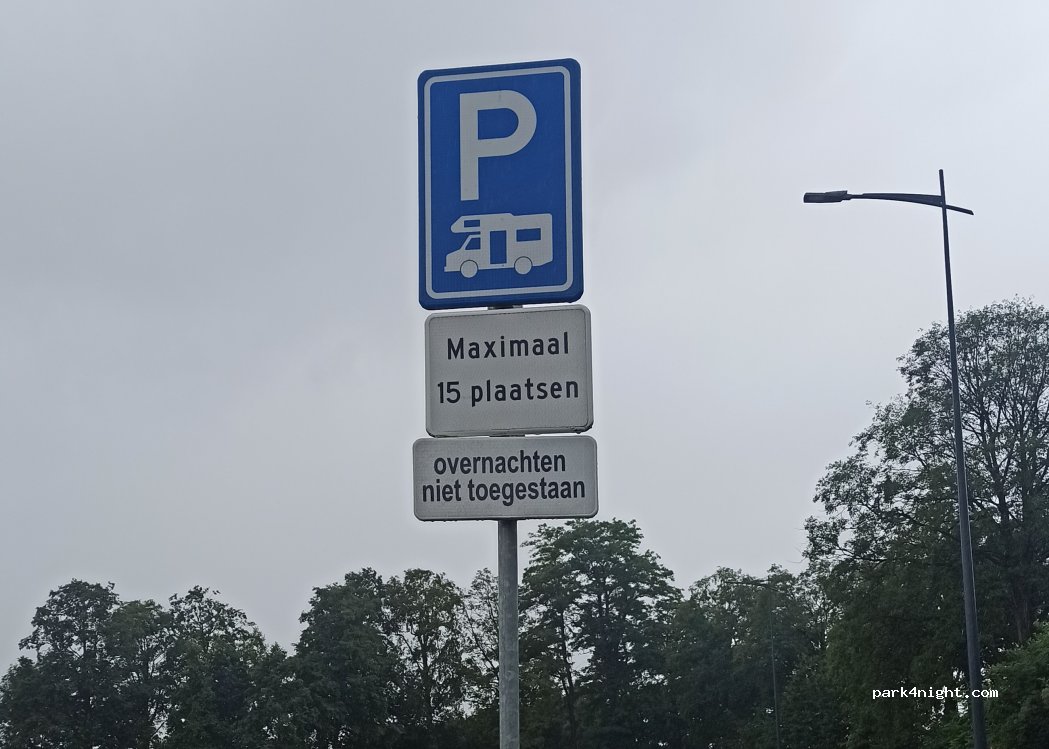 P
Maximaal
15 plaatsen
overnachten
niet toegestaan
park4night.com